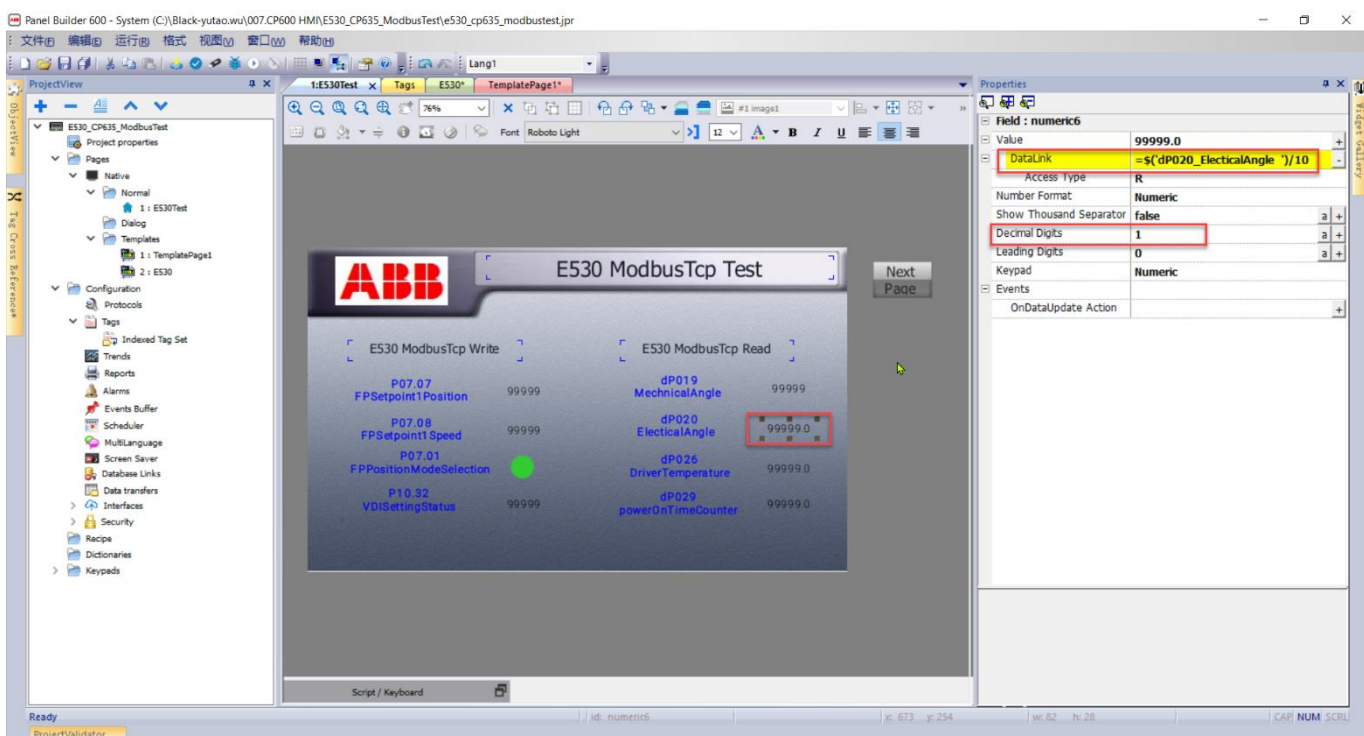 Panel Builder 600 - System (C:)\Black-yutao.wu\007.CP600 HMI\E530_CP635_ModbusTest\e530_cp635_modbustest.jpr
文件(F) 编辑(E) 运行(R) 格式 视图(V) 窗口(W) 帮助(H)
Lang1
ProjectView
E530_CP635_ModbusTest
Project properties
Pages
Native
Normal
1 : E530Test
Dialog
Templates
1 : TemplatePage1
2 : E530
Configuration
Protocols
Tags
Indexed Tag Set
Trends
Reports
Alarms
Events Buffer
Scheduler
MultiLanguage
Screen Saver
Database Links
Data transfers
Interfaces
Security
Recipe
Dictionaries
Keypads
ObjectView
Tag Cross References
1:E530Test x Tags E530* TemplatePage1*
76% #1 image1
Font Roboto Light 12 A B I U
ABB
E530 ModbusTcp Test
Next
Page
E530 ModbusTcp Write
E530 ModbusTcp Read
P07.07
FPSetpoint1Position 99999
P07.08
FPSetpoint1Speed 99999
P07.01
FPPositionModeSelection
P10.32
VDISettingStatus 99999
dP019
MechnicalAngle 99999
dP020
ElecticalAngle 99999.0
dP026
DriverTemperature 99999.0
dP029
powerOnTimeCounter 99999.0
Script / Keyboard
Properties
Field : numeric6
Value 99999.0
DataLink =$('dP020_ElecticalAngle ')/10
Access Type R
Number Format Numeric
Show Thousand Separator false
Decimal Digits 1
Leading Digits 0
Keypad Numeric
Events
OnDataUpdate Action
Widget Gallery
Ready id: numeric6 x: 673 y: 254 w: 82 h: 28 CAP NUM SCRL
ProjectValidator